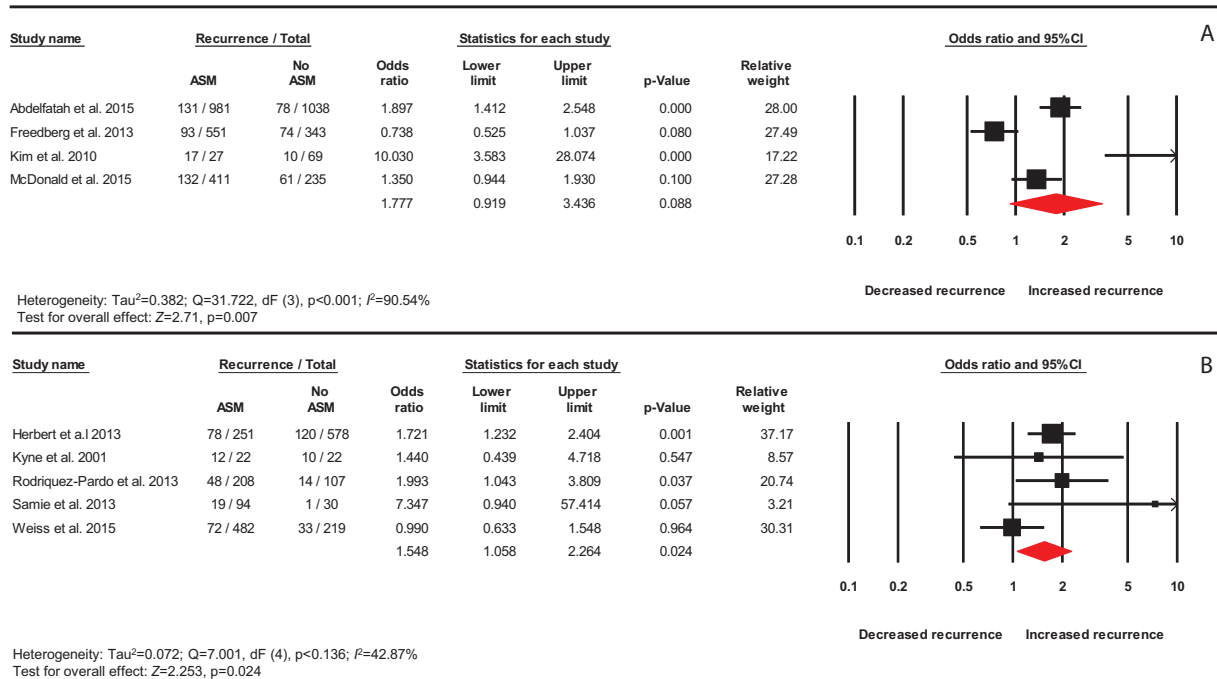 A
Study name Recurrence / Total Statistics for each study Odds ratio and 95%CI
ASM No ASM Odds ratio Lower limit Upper limit p-Value Relative weight
Abdelfatah et al. 2015 131 / 981 78 / 1038 1.897 1.412 2.548 0.000 28.00
Freedberg et al. 2013 93 / 551 74 / 343 0.738 0.525 1.037 0.080 27.49
Kim et al. 2010 17 / 27 10 / 69 10.030 3.583 28.074 0.000 17.22
McDonald et al. 2015 132 / 411 61 / 235 1.350 0.944 1.930 0.100 27.28
1.777 0.919 3.436 0.088
0.1 0.2 0.5 1 2 5 10
Decreased recurrence Increased recurrence
Heterogeneity: Tau²=0.382; Q=31.722, dF (3), p<0.001; I²=90.54%
Test for overall effect: Z=2.71, p=0.007
B
Study name Recurrence / Total Statistics for each study Odds ratio and 95%CI
ASM No ASM Odds ratio Lower limit Upper limit p-Value Relative weight
Herbert et a.l 2013 78 / 251 120 / 578 1.721 1.232 2.404 0.001 37.17
Kyne et al. 2001 12 / 22 10 / 22 1.440 0.439 4.718 0.547 8.57
Rodriquez-Pardo et al. 2013 48 / 208 14 / 107 1.993 1.043 3.809 0.037 20.74
Samie et al. 2013 19 / 94 1 / 30 7.347 0.940 57.414 0.057 3.21
Weiss et al. 2015 72 / 482 33 / 219 0.990 0.633 1.548 0.964 30.31
1.548 1.058 2.264 0.024
0.1 0.2 0.5 1 2 5 10
Decreased recurrence Increased recurrence
Heterogeneity: Tau²=0.072; Q=7.001, dF (4), p<0.136; I²=42.87%
Test for overall effect: Z=2.253, p=0.024